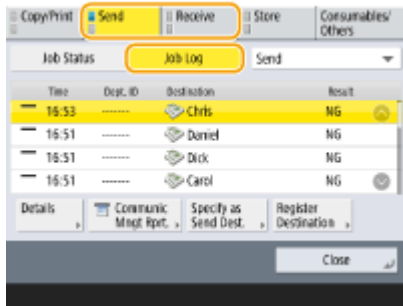 Copy/Print Send Receive Store Consumables/
Others
Job Status Job Log Send
Time Dept. ID Destination Result
16:53 ------- Chris NG
16:51 ------- Daniel NG
16:51 ------- Dick NG
16:51 ------- Carol NG
Details Communic Specify as Register
Mngt Rprt. Send Dest. Destination
Close